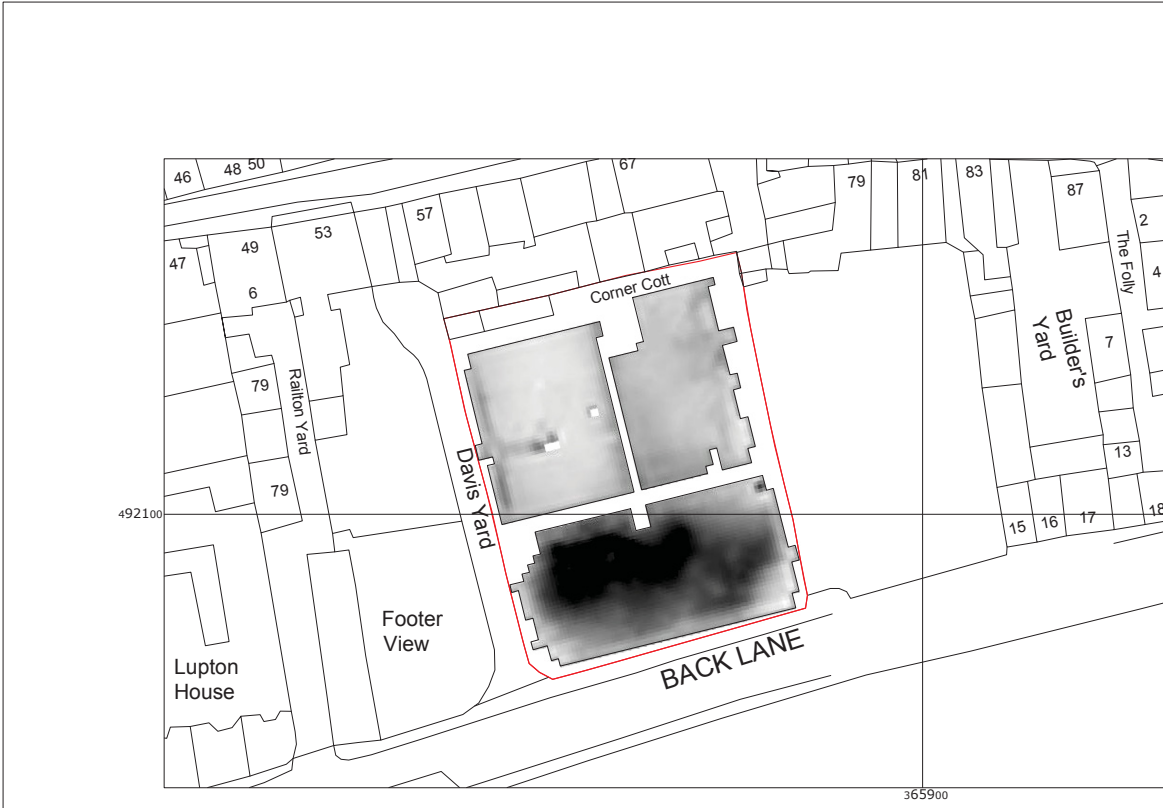 46
48 50
67
79
81
83
87
57
53
49
47
6
2
4
The Folly
Corner Cott
Builder's
Yard
7
79
Railton Yard
13
79
Davis Yard
492100
15
16
17
18
Footer
View
Lupton
House
BACK LANE
365900